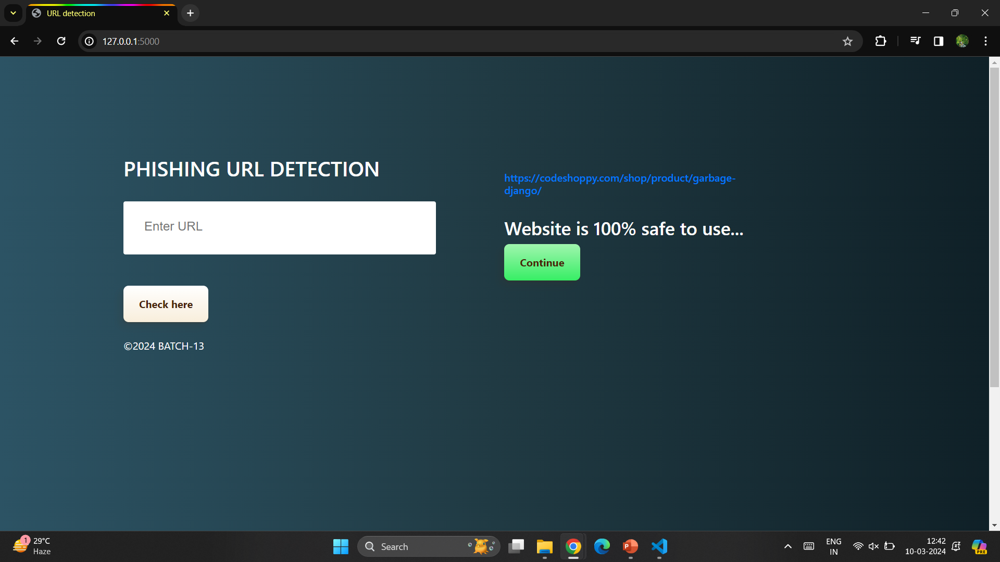 URL detection
127.0.0.1:5000
PHISHING URL DETECTION
Enter URL
Check here
©2024 BATCH-13
https://codeshoppy.com/shop/product/garbage-
django/
Website is 100% safe to use...
Continue
1
29°C
Haze
Search
P
ENG
IN
12:42
10-03-2024
PRE